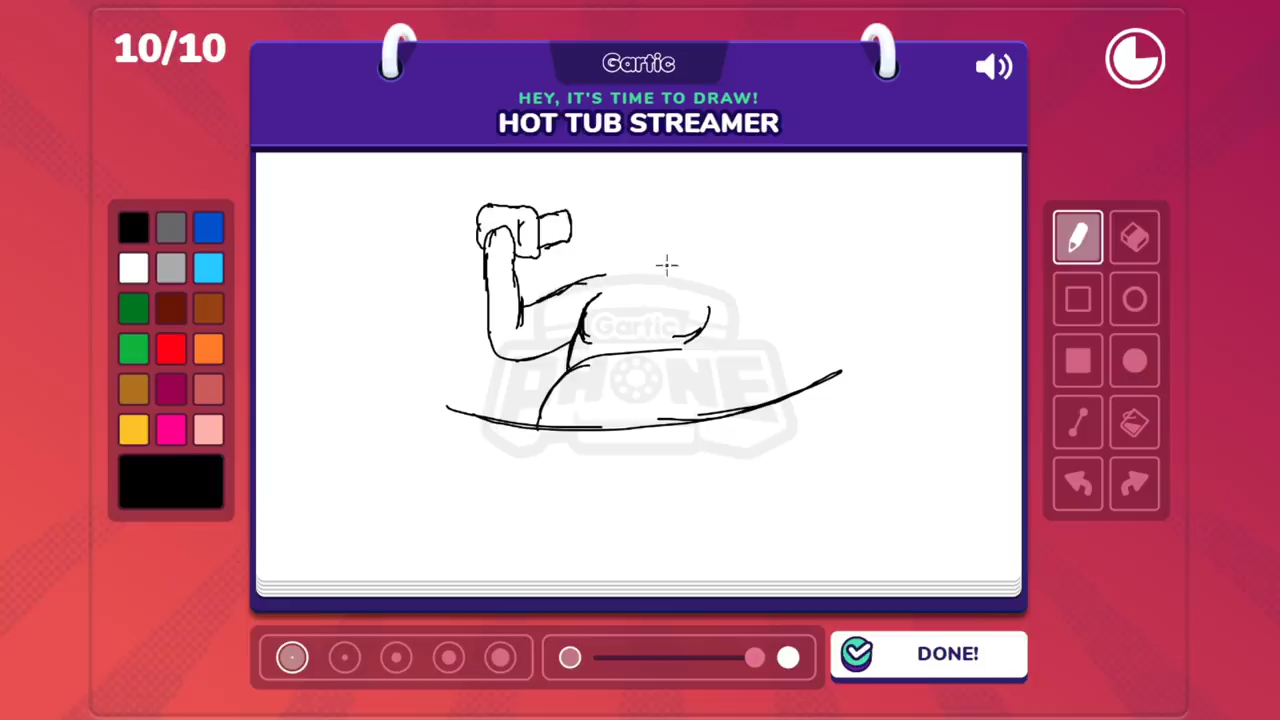 10/10
Gartic
HEY, IT'S TIME TO DRAW!
HOT TUB STREAMER
Gartic
PHONE
DONE!